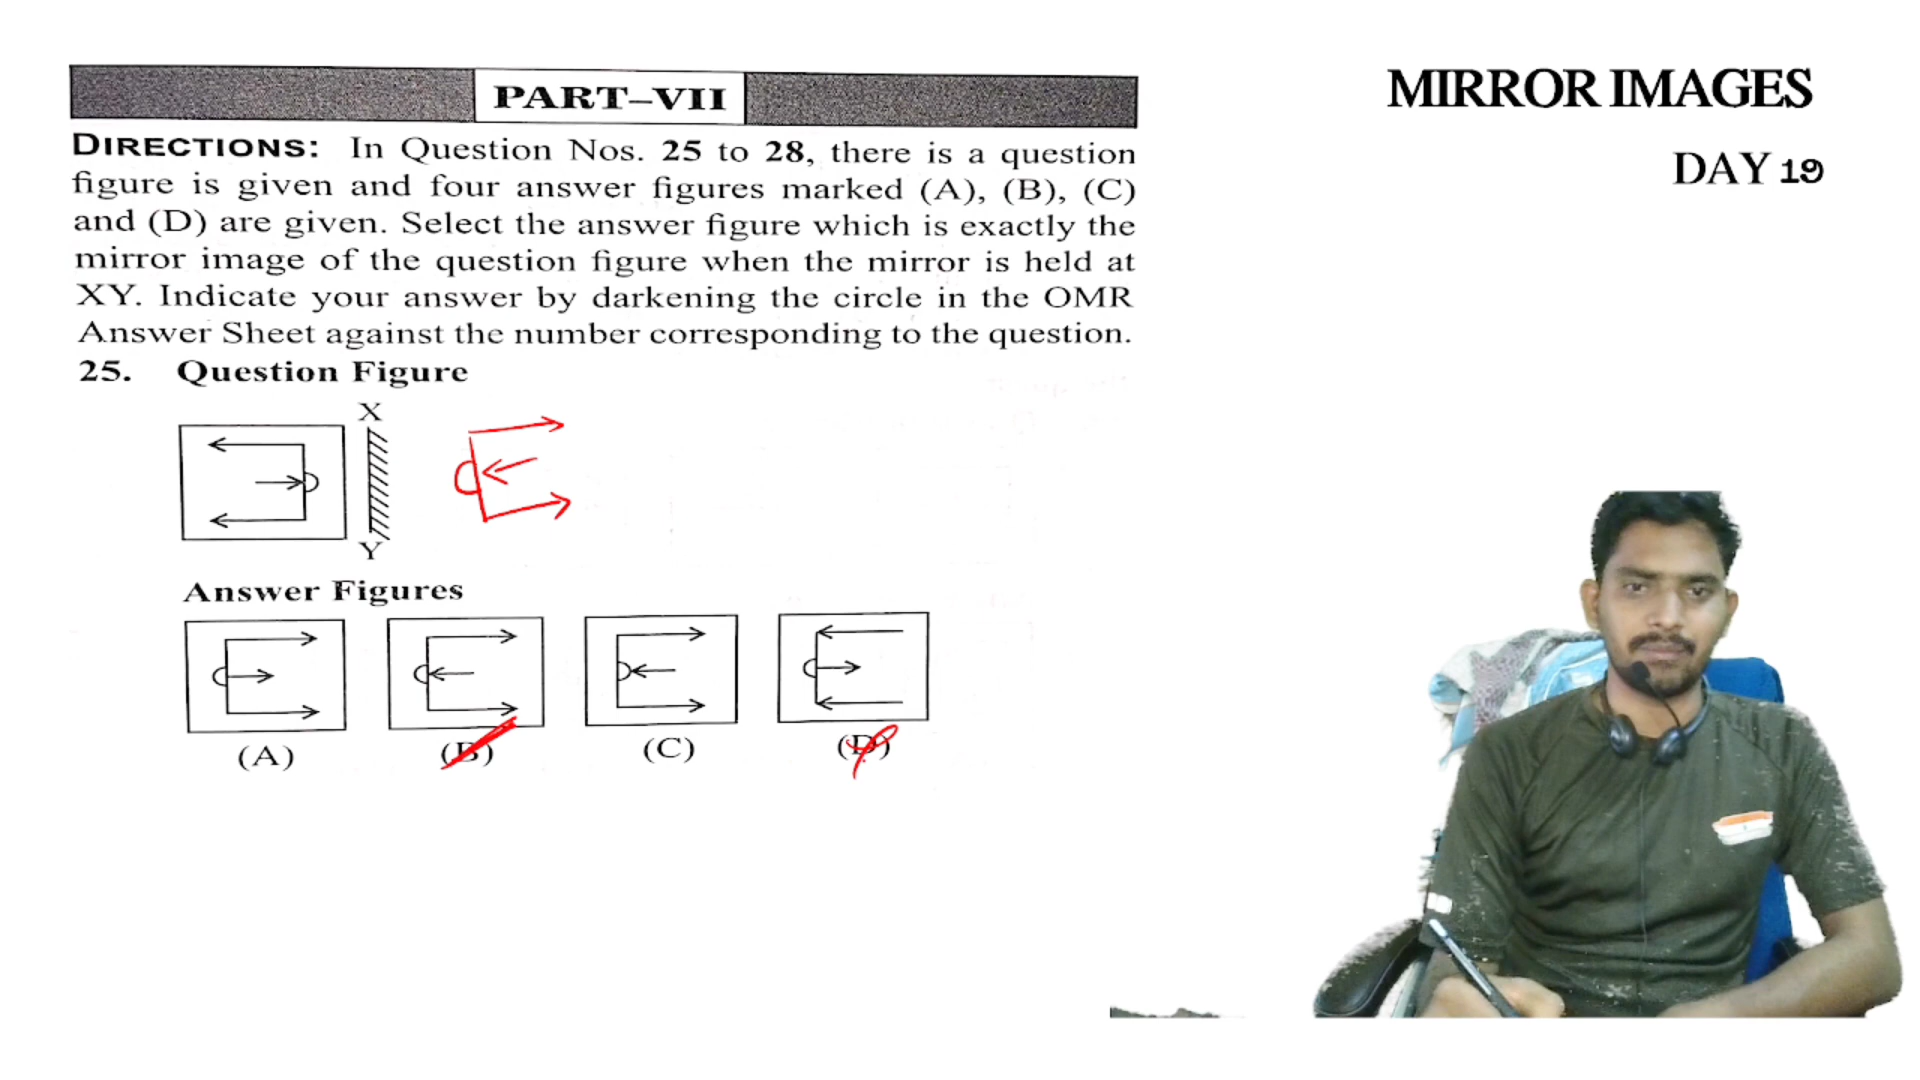 PART–VII
MIRROR IMAGES
DAY 19
DIRECTIONS: In Question Nos. 25 to 28, there is a question
figure is given and four answer figures marked (A), (B), (C)
and (D) are given. Select the answer figure which is exactly the
mirror image of the question figure when the mirror is held at
XY. Indicate your answer by darkening the circle in the OMR
Answer Sheet against the number corresponding to the question.
25. Question Figure
X
Y
Answer Figures
(A) (B) (C) (D)